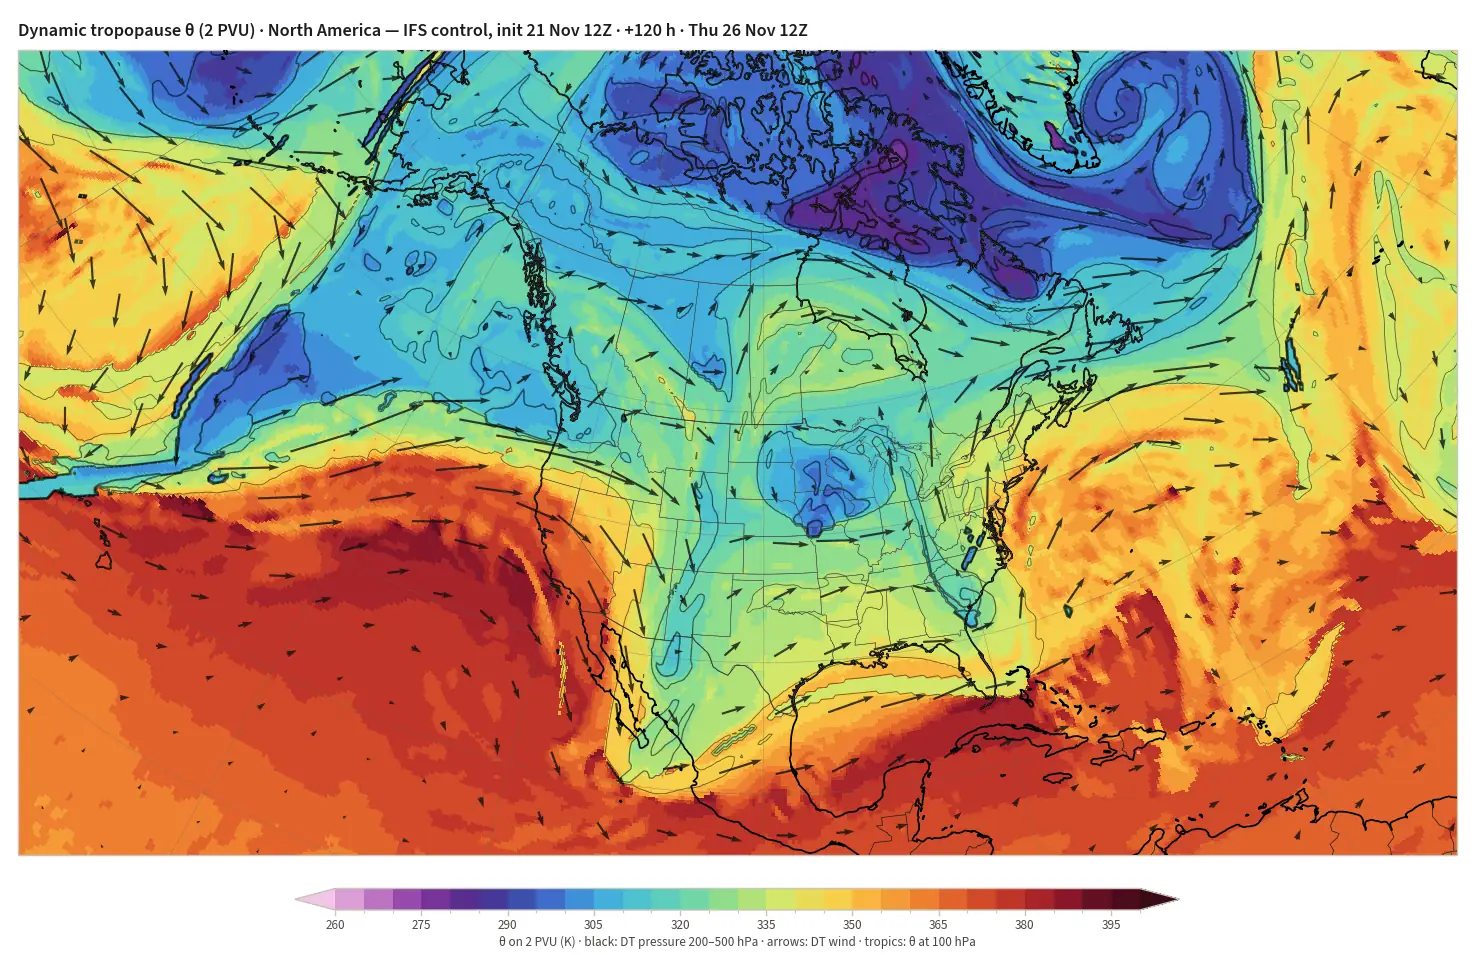 Dynamic tropopause θ (2 PVU) · North America — IFS control, init 21 Nov 12Z · +120 h · Thu 26 Nov 12Z
260 275 290 305 320 335 350 365 380 395
θ on 2 PVU (K) · black: DT pressure 200–500 hPa · arrows: DT wind · tropics: θ at 100 hPa